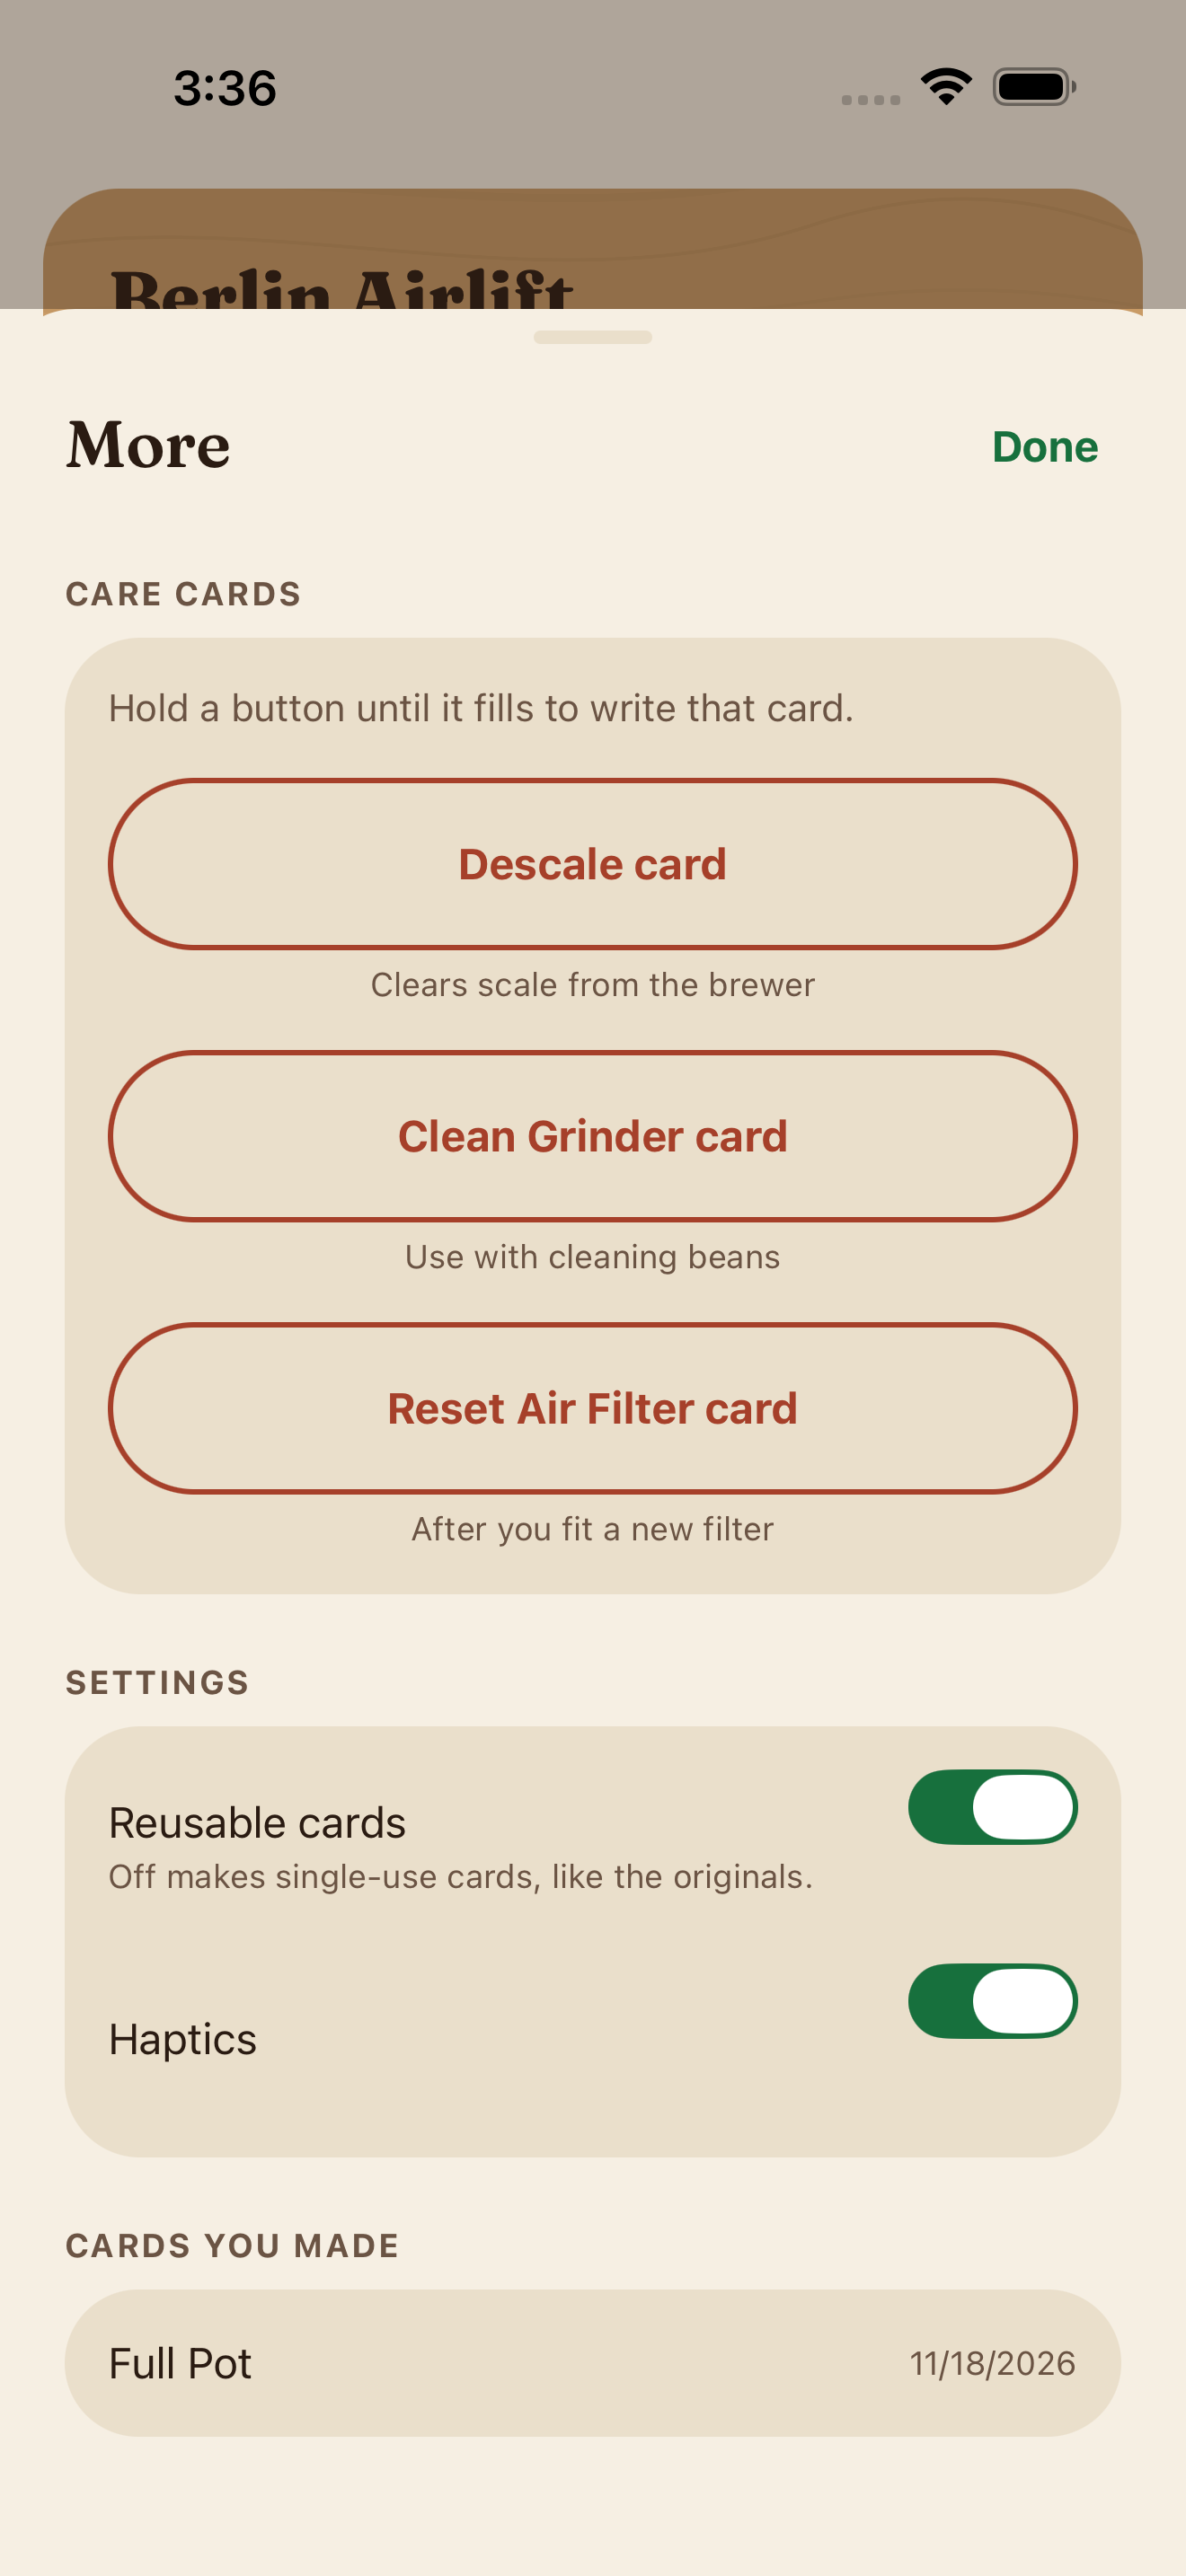 3:36
Berlin Airlift
More
Done
CARE CARDS
Hold a button until it fills to write that card.
Descale card
Clears scale from the brewer
Clean Grinder card
Use with cleaning beans
Reset Air Filter card
After you fit a new filter
SETTINGS
Reusable cards
Off makes single-use cards, like the originals.
Haptics
CARDS YOU MADE
Full Pot
11/18/2026